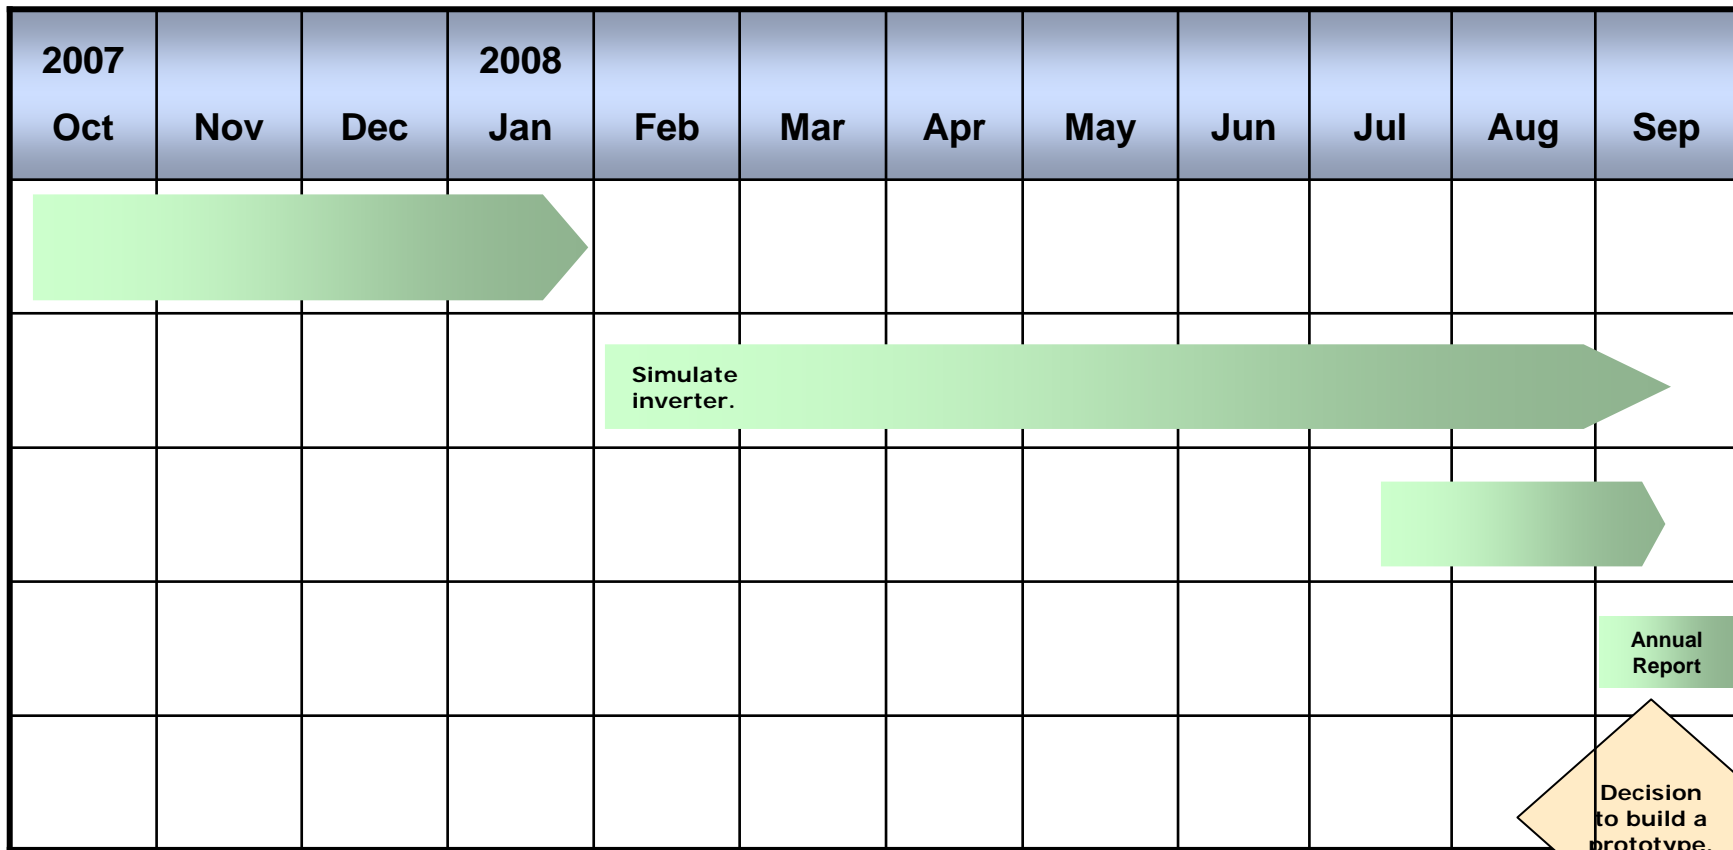 2007
2008
Oct
Nov
Dec
Jan
Feb
Mar
Apr
May
Jun
Jul
Aug
Sep
Simulate
inverter.
Annual
Report
Decision
to build a
prototype.